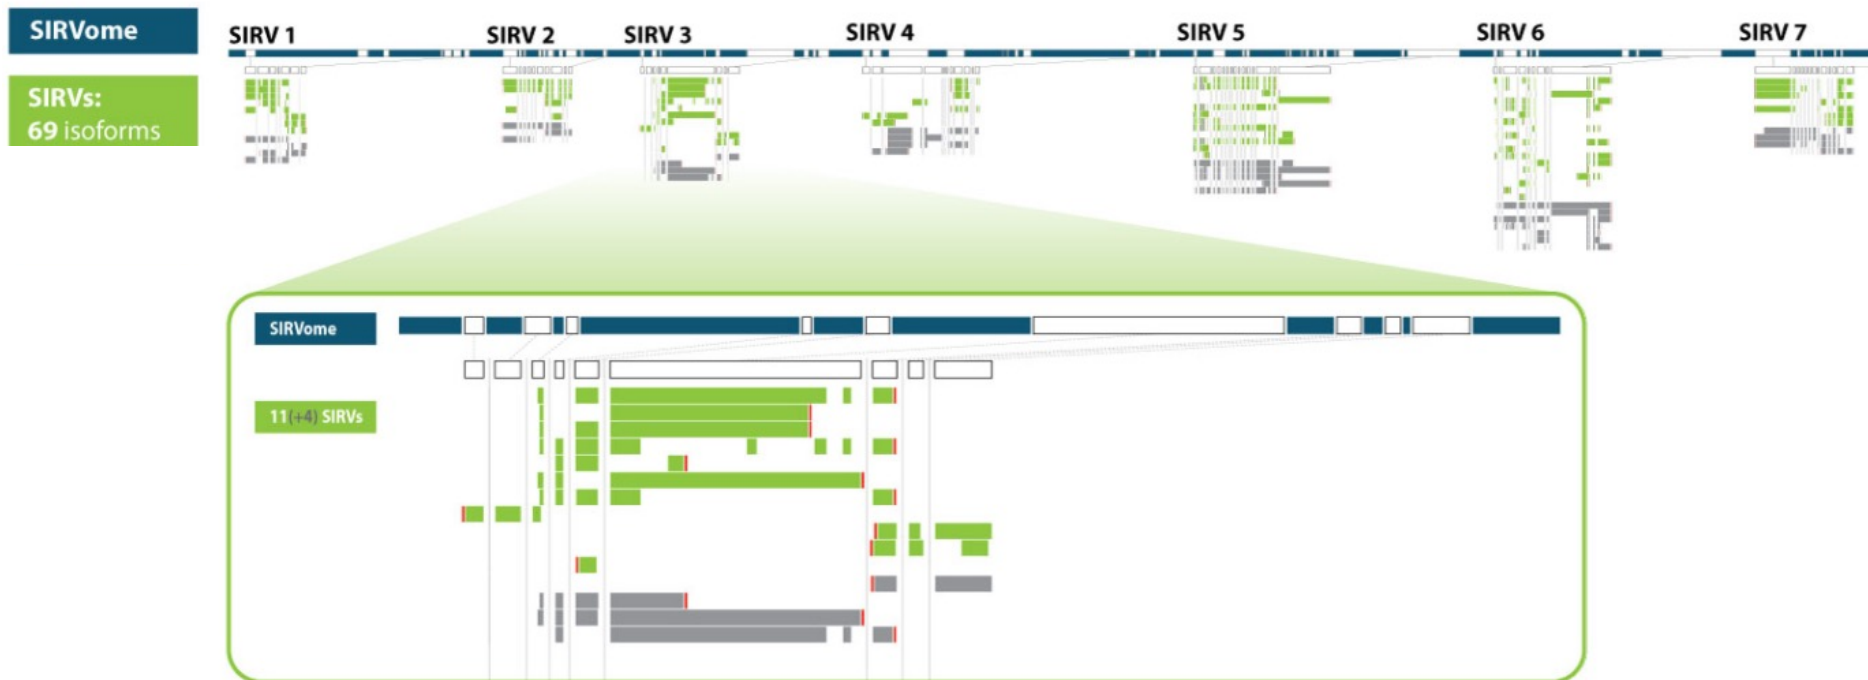 SIRVome
SIRV 1
SIRV 2
SIRV 3
SIRV 4
SIRV 5
SIRV 6
SIRV 7
SIRVs:
69 isoforms
SIRVome
11(+4) SIRVs